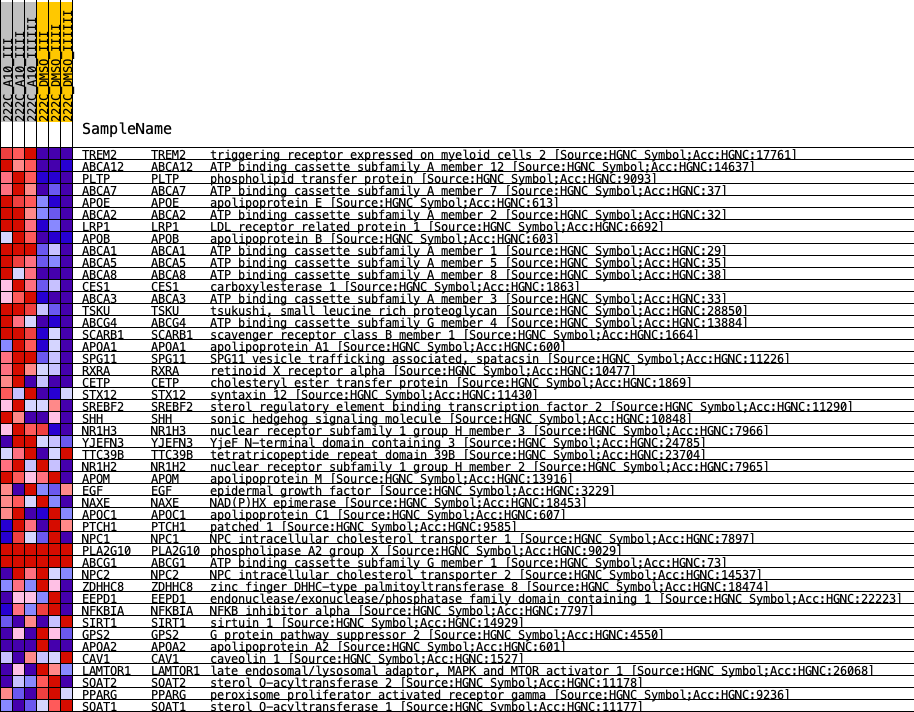 222C_A10_III
222C_A10_IIII
222C_A10_IIIIII
222C_DMSO_III
222C_DMSO_IIII
222C_DMSO_IIIIII
SampleName
TREM2 TREM2 triggering receptor expressed on myeloid cells 2 [Source:HGNC Symbol;Acc:HGNC:17761]
ABCA12 ABCA12 ATP binding cassette subfamily A member 12 [Source:HGNC Symbol;Acc:HGNC:14637]
PLTP PLTP phospholipid transfer protein [Source:HGNC Symbol;Acc:HGNC:9093]
ABCA7 ABCA7 ATP binding cassette subfamily A member 7 [Source:HGNC Symbol;Acc:HGNC:37]
APOE APOE apolipoprotein E [Source:HGNC Symbol;Acc:HGNC:613]
ABCA2 ABCA2 ATP binding cassette subfamily A member 2 [Source:HGNC Symbol;Acc:HGNC:32]
LRP1 LRP1 LDL receptor related protein 1 [Source:HGNC Symbol;Acc:HGNC:6692]
APOB APOB apolipoprotein B [Source:HGNC Symbol;Acc:HGNC:603]
ABCA1 ABCA1 ATP binding cassette subfamily A member 1 [Source:HGNC Symbol;Acc:HGNC:29]
ABCA5 ABCA5 ATP binding cassette subfamily A member 5 [Source:HGNC Symbol;Acc:HGNC:35]
ABCA8 ABCA8 ATP binding cassette subfamily A member 8 [Source:HGNC Symbol;Acc:HGNC:38]
CES1 CES1 carboxylesterase 1 [Source:HGNC Symbol;Acc:HGNC:1863]
ABCA3 ABCA3 ATP binding cassette subfamily A member 3 [Source:HGNC Symbol;Acc:HGNC:33]
TSKU TSKU tsukushi, small leucine rich proteoglycan [Source:HGNC Symbol;Acc:HGNC:28850]
ABCG4 ABCG4 ATP binding cassette subfamily G member 4 [Source:HGNC Symbol;Acc:HGNC:13884]
SCARB1 SCARB1 scavenger receptor class B member 1 [Source:HGNC Symbol;Acc:HGNC:1664]
APOA1 APOA1 apolipoprotein A1 [Source:HGNC Symbol;Acc:HGNC:600]
SPG11 SPG11 SPG11 vesicle trafficking associated, spatacsin [Source:HGNC Symbol;Acc:HGNC:11226]
RXRA RXRA retinoid X receptor alpha [Source:HGNC Symbol;Acc:HGNC:10477]
CETP CETP cholesteryl ester transfer protein [Source:HGNC Symbol;Acc:HGNC:1869]
STX12 STX12 syntaxin 12 [Source:HGNC Symbol;Acc:HGNC:11430]
SREBF2 SREBF2 sterol regulatory element binding transcription factor 2 [Source:HGNC Symbol;Acc:HGNC:11290]
SHH SHH sonic hedgehog signaling molecule [Source:HGNC Symbol;Acc:HGNC:10848]
NR1H3 NR1H3 nuclear receptor subfamily 1 group H member 3 [Source:HGNC Symbol;Acc:HGNC:7966]
YJEFN3 YJEFN3 YjeF N-terminal domain containing 3 [Source:HGNC Symbol;Acc:HGNC:24785]
TTC39B TTC39B tetratricopeptide repeat domain 39B [Source:HGNC Symbol;Acc:HGNC:23704]
NR1H2 NR1H2 nuclear receptor subfamily 1 group H member 2 [Source:HGNC Symbol;Acc:HGNC:7965]
APOM APOM apolipoprotein M [Source:HGNC Symbol;Acc:HGNC:13916]
EGF EGF epidermal growth factor [Source:HGNC Symbol;Acc:HGNC:3229]
NAXE NAXE NAD(P)HX epimerase [Source:HGNC Symbol;Acc:HGNC:18453]
APOC1 APOC1 apolipoprotein C1 [Source:HGNC Symbol;Acc:HGNC:607]
PTCH1 PTCH1 patched 1 [Source:HGNC Symbol;Acc:HGNC:9585]
NPC1 NPC1 NPC intracellular cholesterol transporter 1 [Source:HGNC Symbol;Acc:HGNC:7897]
PLA2G10 PLA2G10 phospholipase A2 group X [Source:HGNC Symbol;Acc:HGNC:9029]
ABCG1 ABCG1 ATP binding cassette subfamily G member 1 [Source:HGNC Symbol;Acc:HGNC:73]
NPC2 NPC2 NPC intracellular cholesterol transporter 2 [Source:HGNC Symbol;Acc:HGNC:14537]
ZDHHC8 ZDHHC8 zinc finger DHHC-type palmitoyltransferase 8 [Source:HGNC Symbol;Acc:HGNC:18474]
EEPD1 EEPD1 endonuclease/exonuclease/phosphatase family domain containing 1 [Source:HGNC Symbol;Acc:HGNC:22223]
NFKBIA NFKBIA NFKB inhibitor alpha [Source:HGNC Symbol;Acc:HGNC:7797]
SIRT1 SIRT1 sirtuin 1 [Source:HGNC Symbol;Acc:HGNC:14929]
GPS2 GPS2 G protein pathway suppressor 2 [Source:HGNC Symbol;Acc:HGNC:4550]
APOA2 APOA2 apolipoprotein A2 [Source:HGNC Symbol;Acc:HGNC:601]
CAV1 CAV1 caveolin 1 [Source:HGNC Symbol;Acc:HGNC:1527]
LAMTOR1 LAMTOR1 late endosomal/lysosomal adaptor, MAPK and MTOR activator 1 [Source:HGNC Symbol;Acc:HGNC:26068]
SOAT2 SOAT2 sterol O-acyltransferase 2 [Source:HGNC Symbol;Acc:HGNC:11178]
PPARG PPARG peroxisome proliferator activated receptor gamma [Source:HGNC Symbol;Acc:HGNC:9236]
SOAT1 SOAT1 sterol O-acyltransferase 1 [Source:HGNC Symbol;Acc:HGNC:11177]